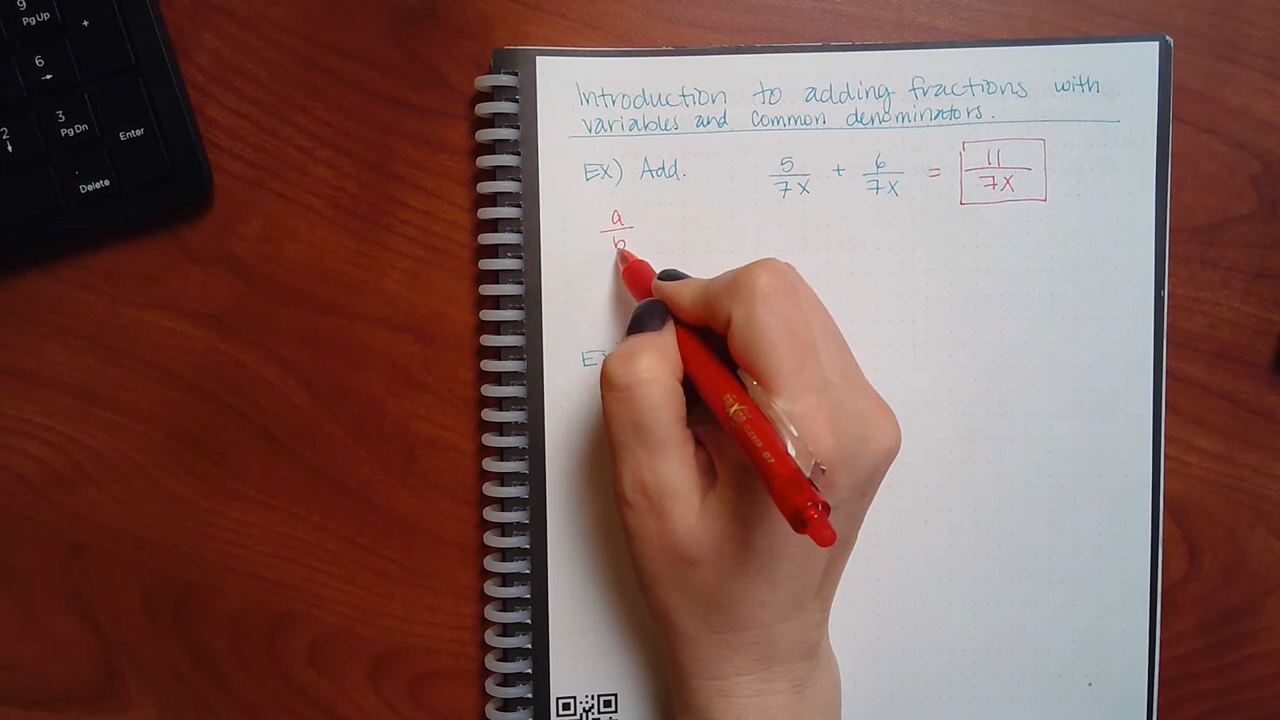 9
PgUp
+
6
→
3
PgDn
2
↓
Enter
.
Delete
Introduction to adding fractions with
variables and common denominators.
Ex) Add. 5/7x + 6/7x = 11/7x
a/b
Ex